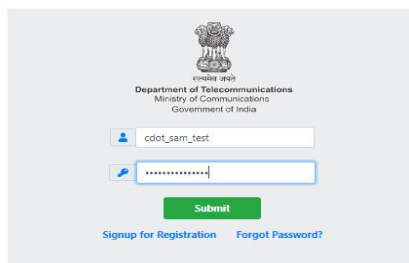 सत्यमेव जयते
Department of Telecommunications
Ministry of Communications
Government of India
cdot_sam_test
•••••••••••••••
Submit
Signup for Registration Forgot Password?